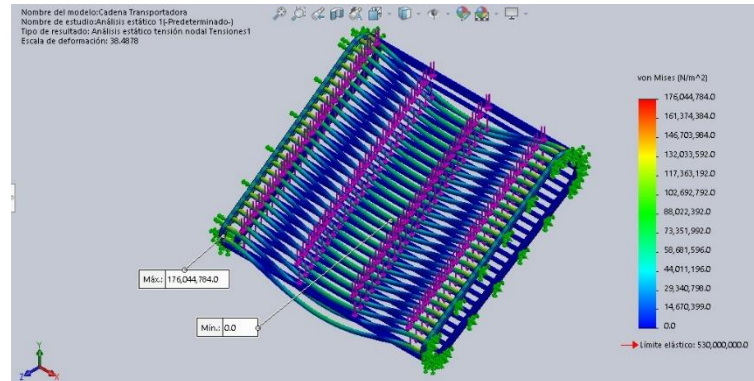 Nombre del modelo:Cadena Transportadora
Nombre de estudio:Análisis estático 1(-Predeterminado-)
Tipo de resultado: Análisis estático tensión nodal Tensiones1
Escala de deformación: 38.4878
von Mises (N/m^2)
176,044,784.0
161,374,384.0
146,703,984.0
132,033,592.0
117,363,192.0
102,692,792.0
88,022,392.0
73,351,992.0
58,681,596.0
44,011,196.0
29,340,798.0
14,670,399.0
0.0
Límite elástico: 530,000,000.0
Máx.: 176,044,784.0
Mín.: 0.0
Y
Z
X